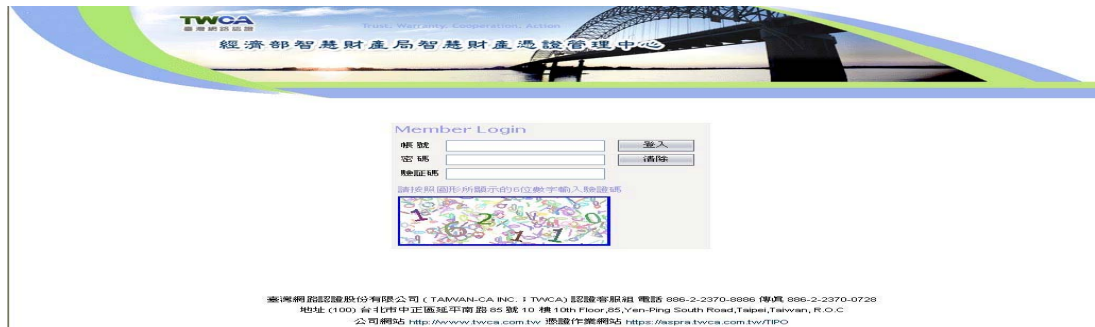 TWCA
臺灣網路認證
Trust, Warranty, Cooperation, Action
經濟部智慧財產局智慧財產憑證管理中心
Member Login
帳 號 登入
密 碼 清除
驗証碼
請按照圖形所顯示的6位數字輸入驗證碼
臺灣網路認證股份有限公司 ( TAIWAN-CA INC. ; TWCA) 認證客服組 電話 886-2-2370-8886 傳真 886-2-2370-0728
地址 (100) 台北市中正區延平南路 85 號 10 樓 10th Floor,85,Yen-Ping South Road,Taipei,Taiwan, R.O.C
公司網站 http://www.twca.com.tw 憑證作業網站 https://aspra.twca.com.tw/TIPO